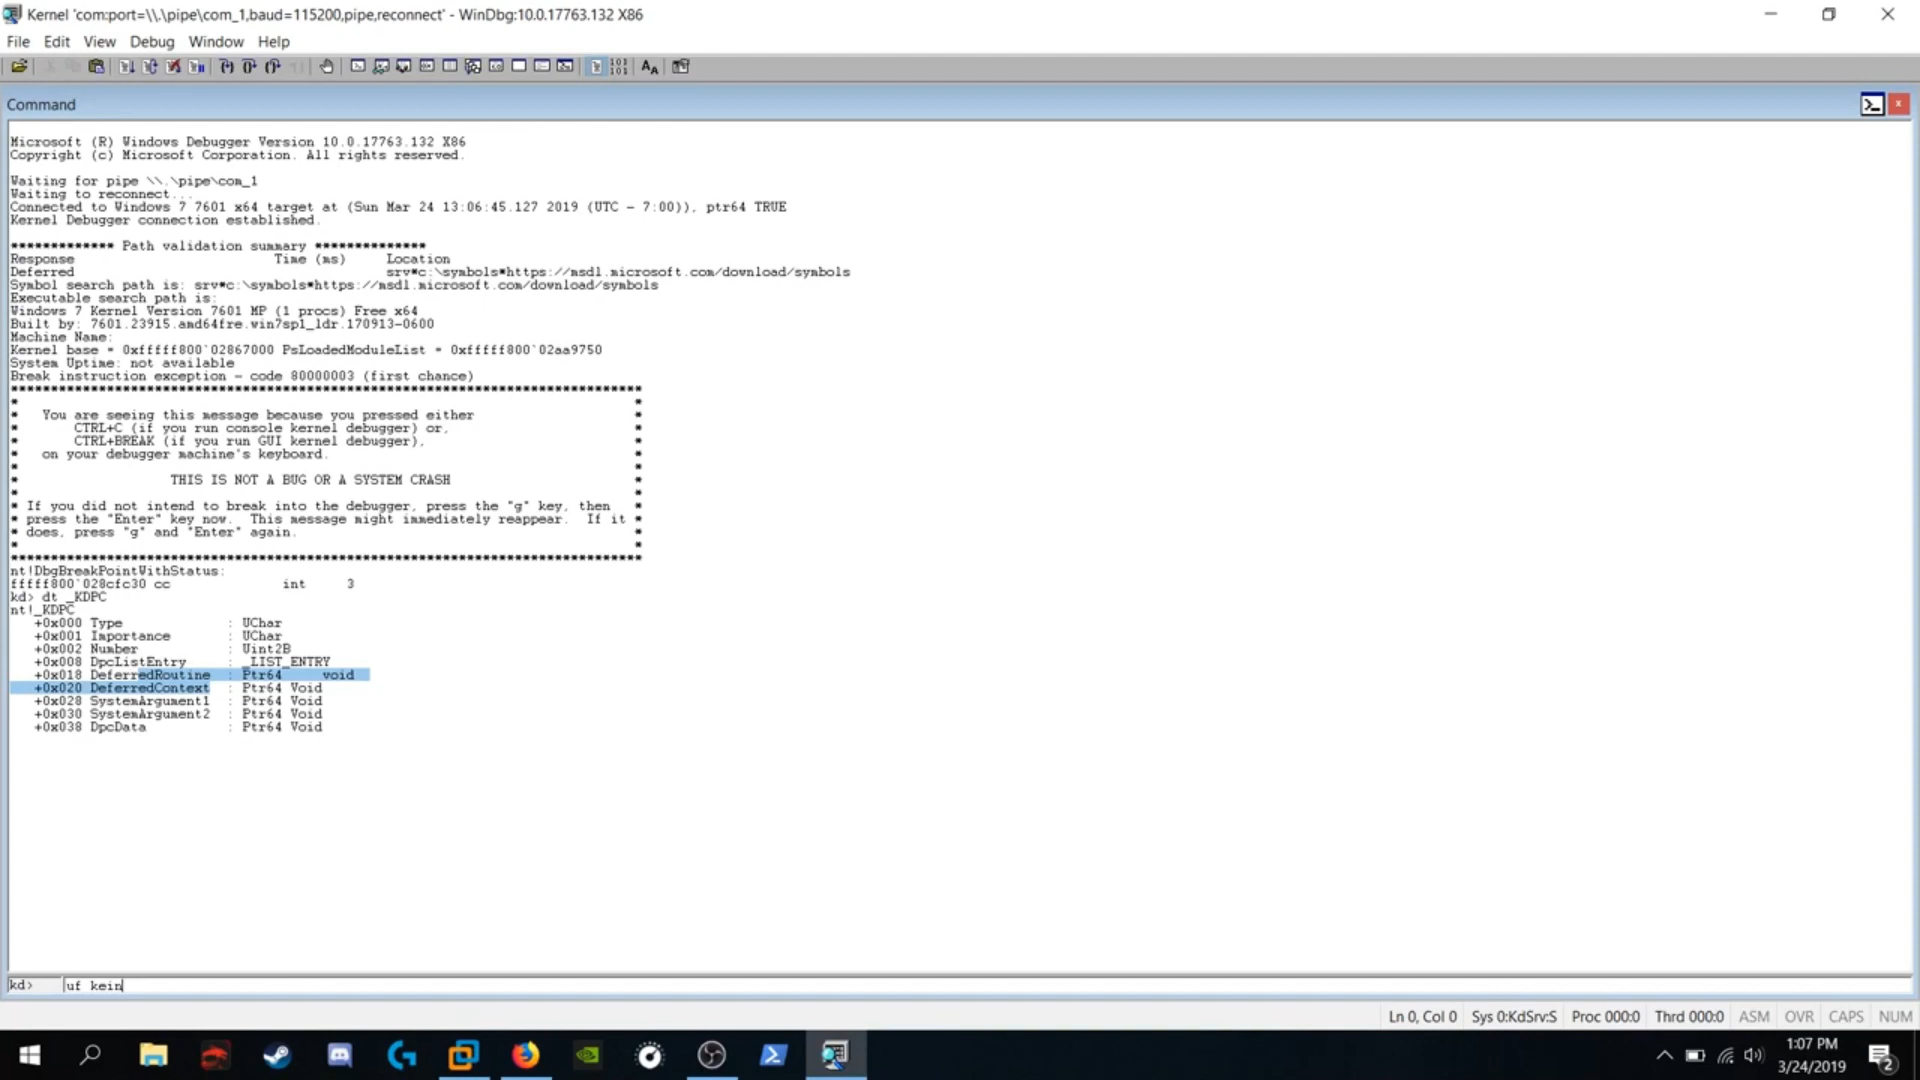 Kernel 'com:port=\\.\pipe\com_1,baud=115200,pipe,reconnect' - WinDbg:10.0.17763.132 X86
File Edit View Debug Window Help
Command
Microsoft (R) Windows Debugger Version 10.0.17763.132 X86
Copyright (c) Microsoft Corporation. All rights reserved.
Waiting for pipe \\.\pipe\com_1
Waiting to reconnect...
Connected to Windows 7 7601 x64 target at (Sun Mar 24 13:06:45.127 2019 (UTC - 7:00)), ptr64 TRUE
Kernel Debugger connection established.
************* Path validation summary **************
Response Time (ms) Location
Deferred srv*c:\symbols*https://msdl.microsoft.com/download/symbols
Symbol search path is: srv*c:\symbols*https://msdl.microsoft.com/download/symbols
Executable search path is:
Windows 7 Kernel Version 7601 MP (1 procs) Free x64
Built by: 7601.23915.amd64fre.win7sp1_ldr.170913-0600
Machine Name:
Kernel base = 0xfffff800`02867000 PsLoadedModuleList = 0xfffff800`02aa9750
System Uptime: not available
Break instruction exception - code 80000003 (first chance)
*******************************************************************************
* *
* You are seeing this message because you pressed either *
* CTRL+C (if you run console kernel debugger) or, *
* CTRL+BREAK (if you run GUI kernel debugger), *
* on your debugger machine's keyboard. *
* *
* THIS IS NOT A BUG OR A SYSTEM CRASH *
* *
* If you did not intend to break into the debugger, press the "g" key, then *
* press the "Enter" key now. This message might immediately reappear. If it *
* does, press "g" and "Enter" again. *
* *
*******************************************************************************
nt!DbgBreakPointWithStatus:
fffff800`028cfc30 cc int 3
kd> dt _KDPC
nt!_KDPC
+0x000 Type : UChar
+0x001 Importance : UChar
+0x002 Number : Uint2B
+0x008 DpcListEntry : _LIST_ENTRY
+0x018 DeferredRoutine : Ptr64 void
+0x020 DeferredContext : Ptr64 Void
+0x028 SystemArgument1 : Ptr64 Void
+0x030 SystemArgument2 : Ptr64 Void
+0x038 DpcData : Ptr64 Void
kd> uf kein
Ln 0, Col 0 Sys 0:KdSrv:S Proc 000:0 Thrd 000:0 ASM OVR CAPS NUM
1:07 PM
3/24/2019
2